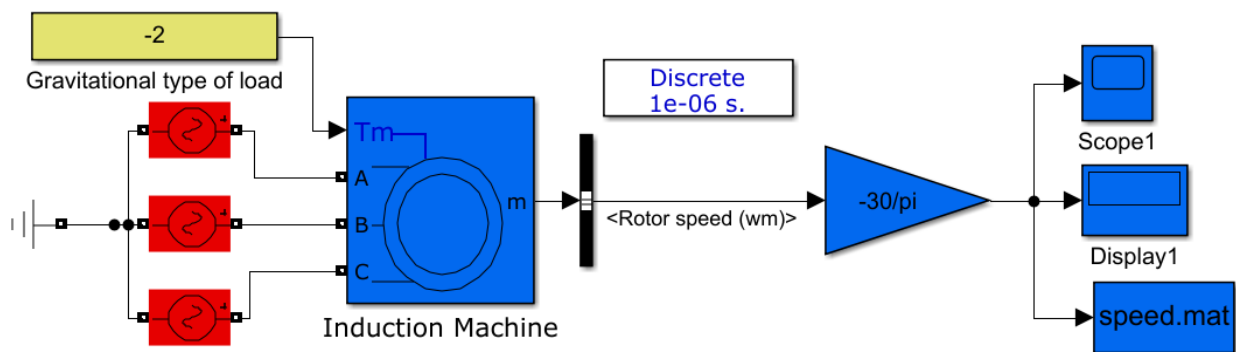 -2
Gravitational type of load
Discrete
1e-06 s.
Tm
A
B
C
m
Induction Machine
<Rotor speed (wm)>
-30/pi
Scope1
Display1
speed.mat